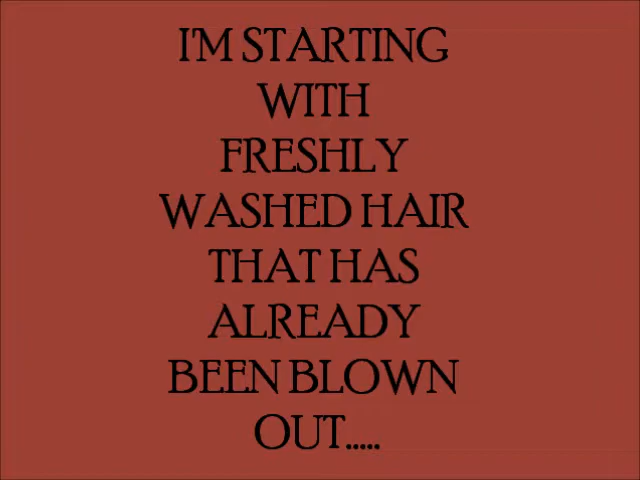 I'M STARTING
WITH
FRESHLY
WASHED HAIR
THAT HAS
ALREADY
BEEN BLOWN
OUT.....